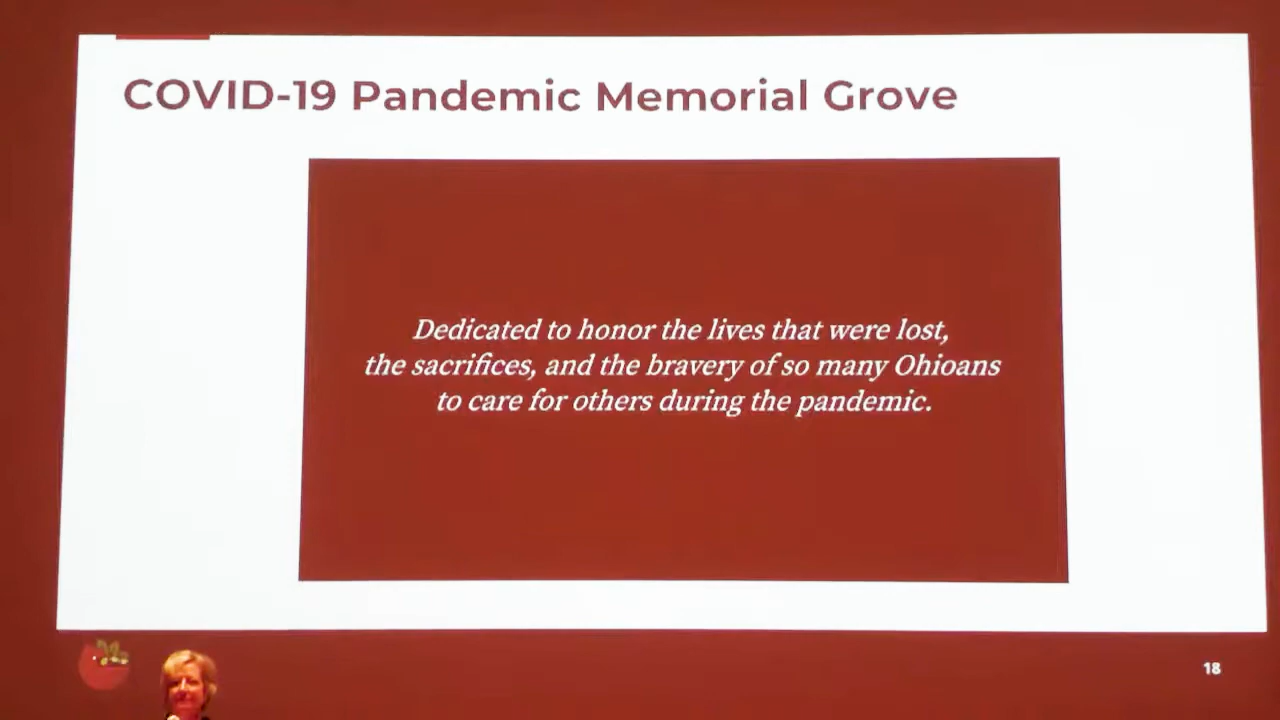 COVID-19 Pandemic Memorial Grove
Dedicated to honor the lives that were lost,
the sacrifices, and the bravery of so many Ohioans
to care for others during the pandemic.
18